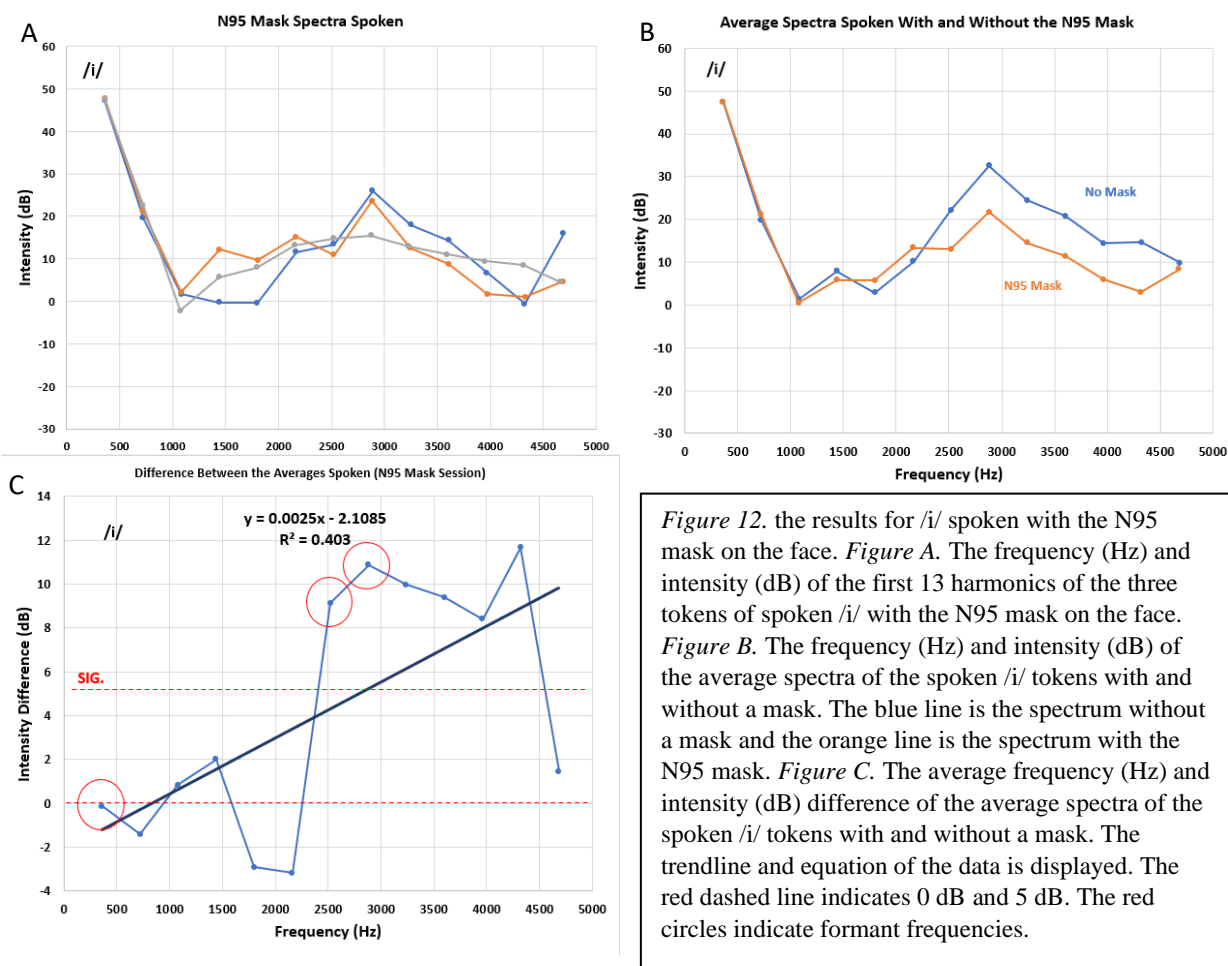 A
N95 Mask Spectra Spoken
/i/
Intensity (dB)
60
50
40
30
20
10
0
-10
-20
-30
0 500 1000 1500 2000 2500 3000 3500 4000 4500 5000
B
Average Spectra Spoken With and Without the N95 Mask
/i/
Intensity (dB)
60
50
40
30
20
10
0
-10
-20
-30
No Mask
N95 Mask
0 500 1000 1500 2000 2500 3000 3500 4000 4500 5000
Frequency (Hz)
C
Difference Between the Averages Spoken (N95 Mask Session)
/i/
y = 0.0025x - 2.1085
R² = 0.403
Intensity Difference (dB)
14
12
10
8
6
4
2
0
-2
-4
SIG.
0 500 1000 1500 2000 2500 3000 3500 4000 4500 5000
Frequency (Hz)
Figure 12. the results for /i/ spoken with the N95
mask on the face. Figure A. The frequency (Hz) and
intensity (dB) of the first 13 harmonics of the three
tokens of spoken /i/ with the N95 mask on the face.
Figure B. The frequency (Hz) and intensity (dB) of
the average spectra of the spoken /i/ tokens with and
without a mask. The blue line is the spectrum without
a mask and the orange line is the spectrum with the
N95 mask. Figure C. The average frequency (Hz) and
intensity (dB) difference of the average spectra of the
spoken /i/ tokens with and without a mask. The
trendline and equation of the data is displayed. The
red dashed line indicates 0 dB and 5 dB. The red
circles indicate formant frequencies.